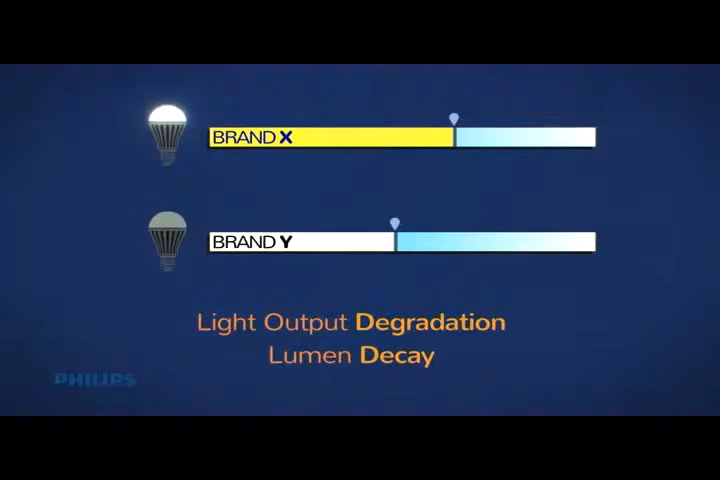 BRAND X
BRAND Y
Light Output Degradation
Lumen Decay
PHILIPS